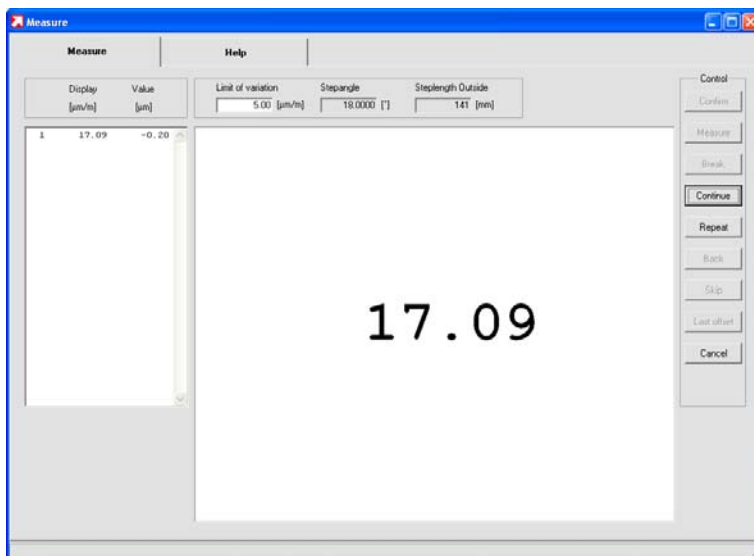 Measure
Measure Help
Display Value
[µm/m] [µm]
Limit of variation Stepangle Steplength Outside
5.00 [µm/m] 18.0000 [°] 141 [mm]
1 17.09 -0.20
17.09
Control
Confirm
Measure
Break
Continue
Repeat
Back
Skip
Last offset
Cancel